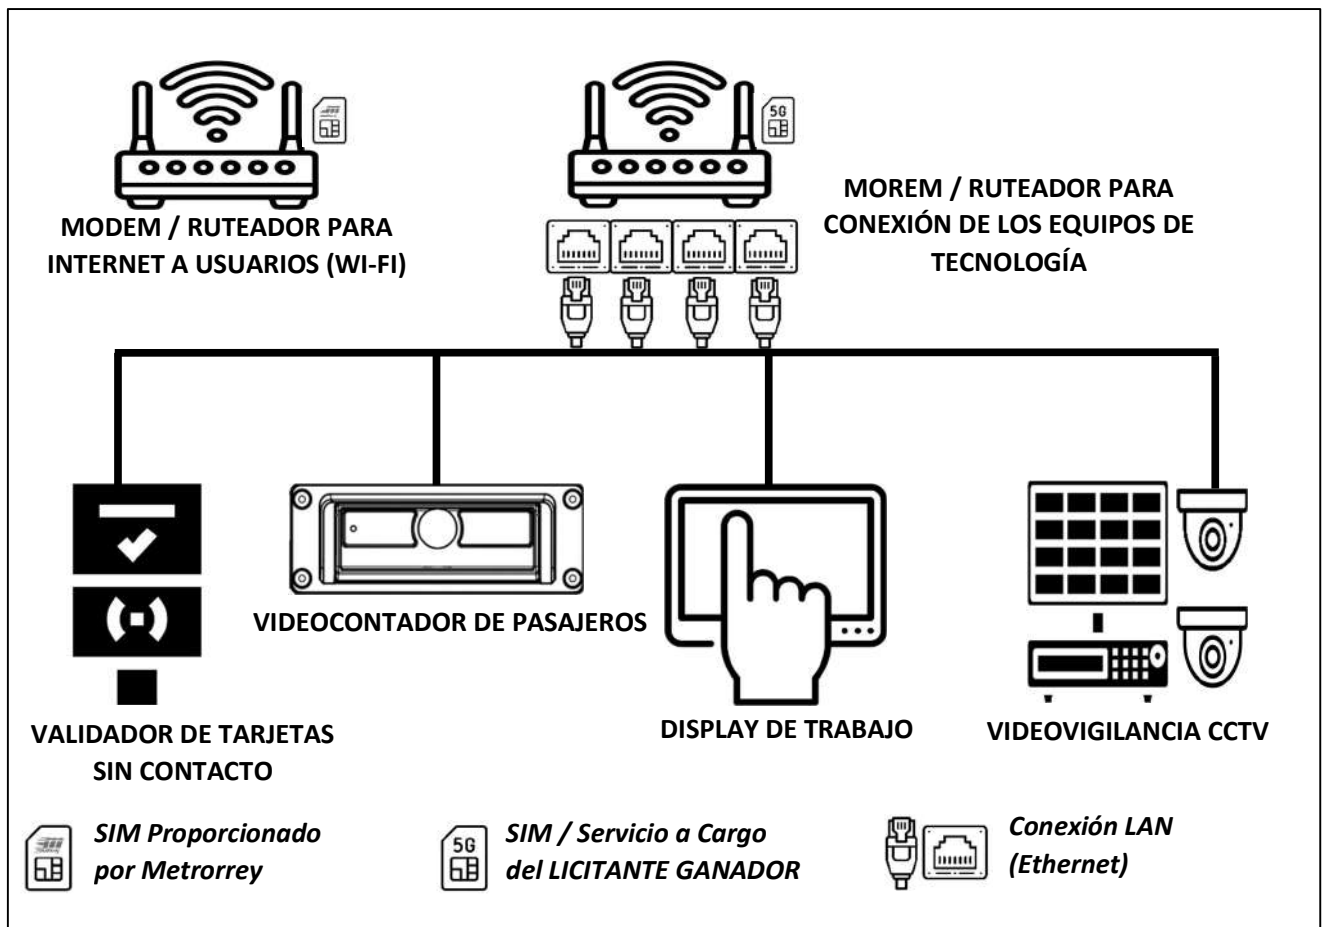 5G
MODEM / RUTEADOR PARA
INTERNET A USUARIOS (WI-FI)
MOREM / RUTEADOR PARA
CONEXIÓN DE LOS EQUIPOS DE
TECNOLOGÍA
VIDEOCONTADOR DE PASAJEROS
VALIDADOR DE TARJETAS
SIN CONTACTO
DISPLAY DE TRABAJO
VIDEOVIGILANCIA CCTV
SIM Proporcionado
por Metrorrey
5G
SIM / Servicio a Cargo
del LICITANTE GANADOR
Conexión LAN
(Ethernet)